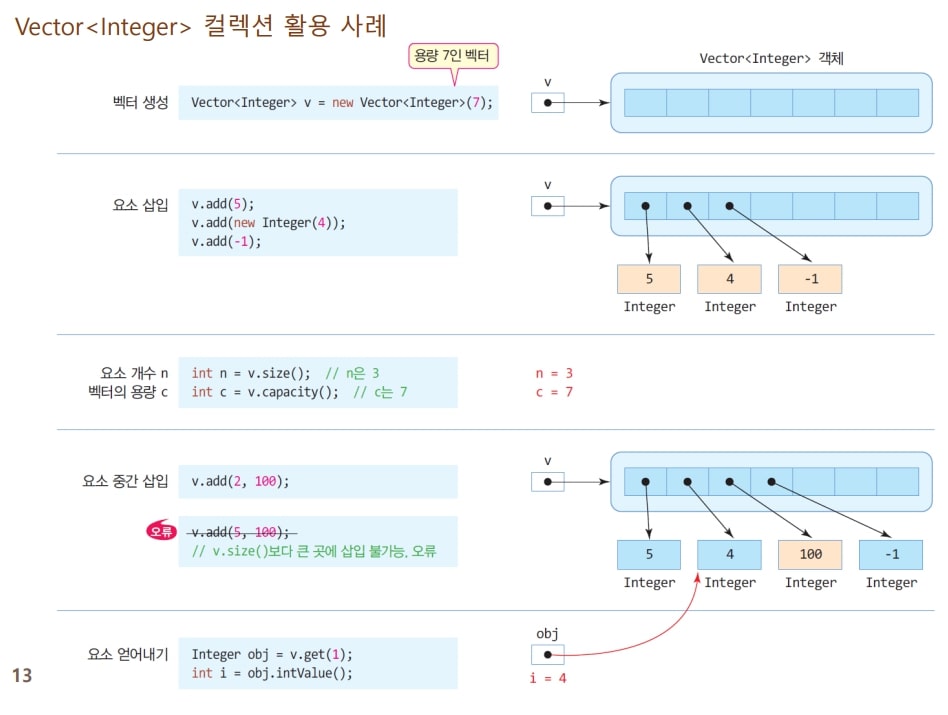 Vector<Integer> 컬렉션 활용 사례
용량 7인 벡터
Vector<Integer> 객체
벡터 생성
Vector<Integer> v = new Vector<Integer>(7);
v
요소 삽입
v.add(5);
v.add(new Integer(4));
v.add(-1);
v
5 4 -1
Integer Integer Integer
요소 개수 n
벡터의 용량 c
int n = v.size(); // n은 3
int c = v.capacity(); // c는 7
n = 3
c = 7
요소 중간 삽입
v.add(2, 100);
오류
v.add(5, 100);
// v.size()보다 큰 곳에 삽입 불가능, 오류
v
5 4 100 -1
Integer Integer Integer Integer
요소 얻어내기
Integer obj = v.get(1);
int i = obj.intValue();
obj
i = 4
13